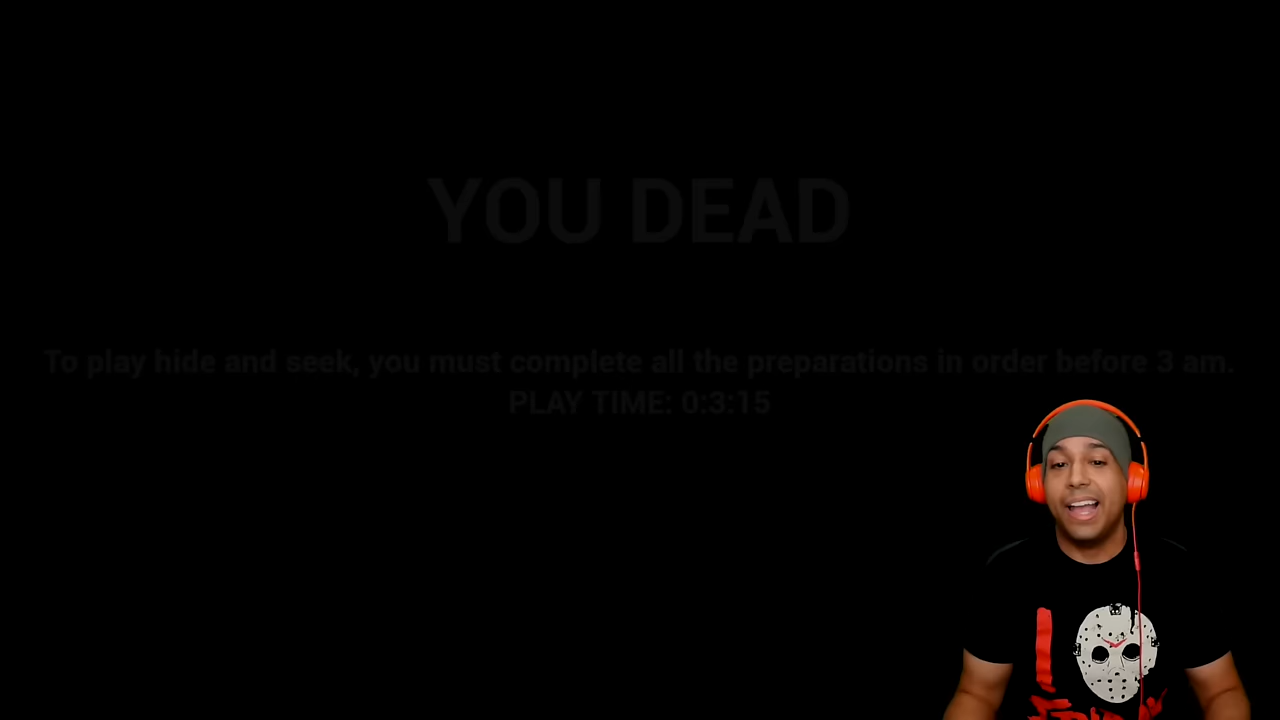 YOU DEAD
To play hide and seek, you must complete all the preparations in order before 3 am.
PLAY TIME: 0:3:15